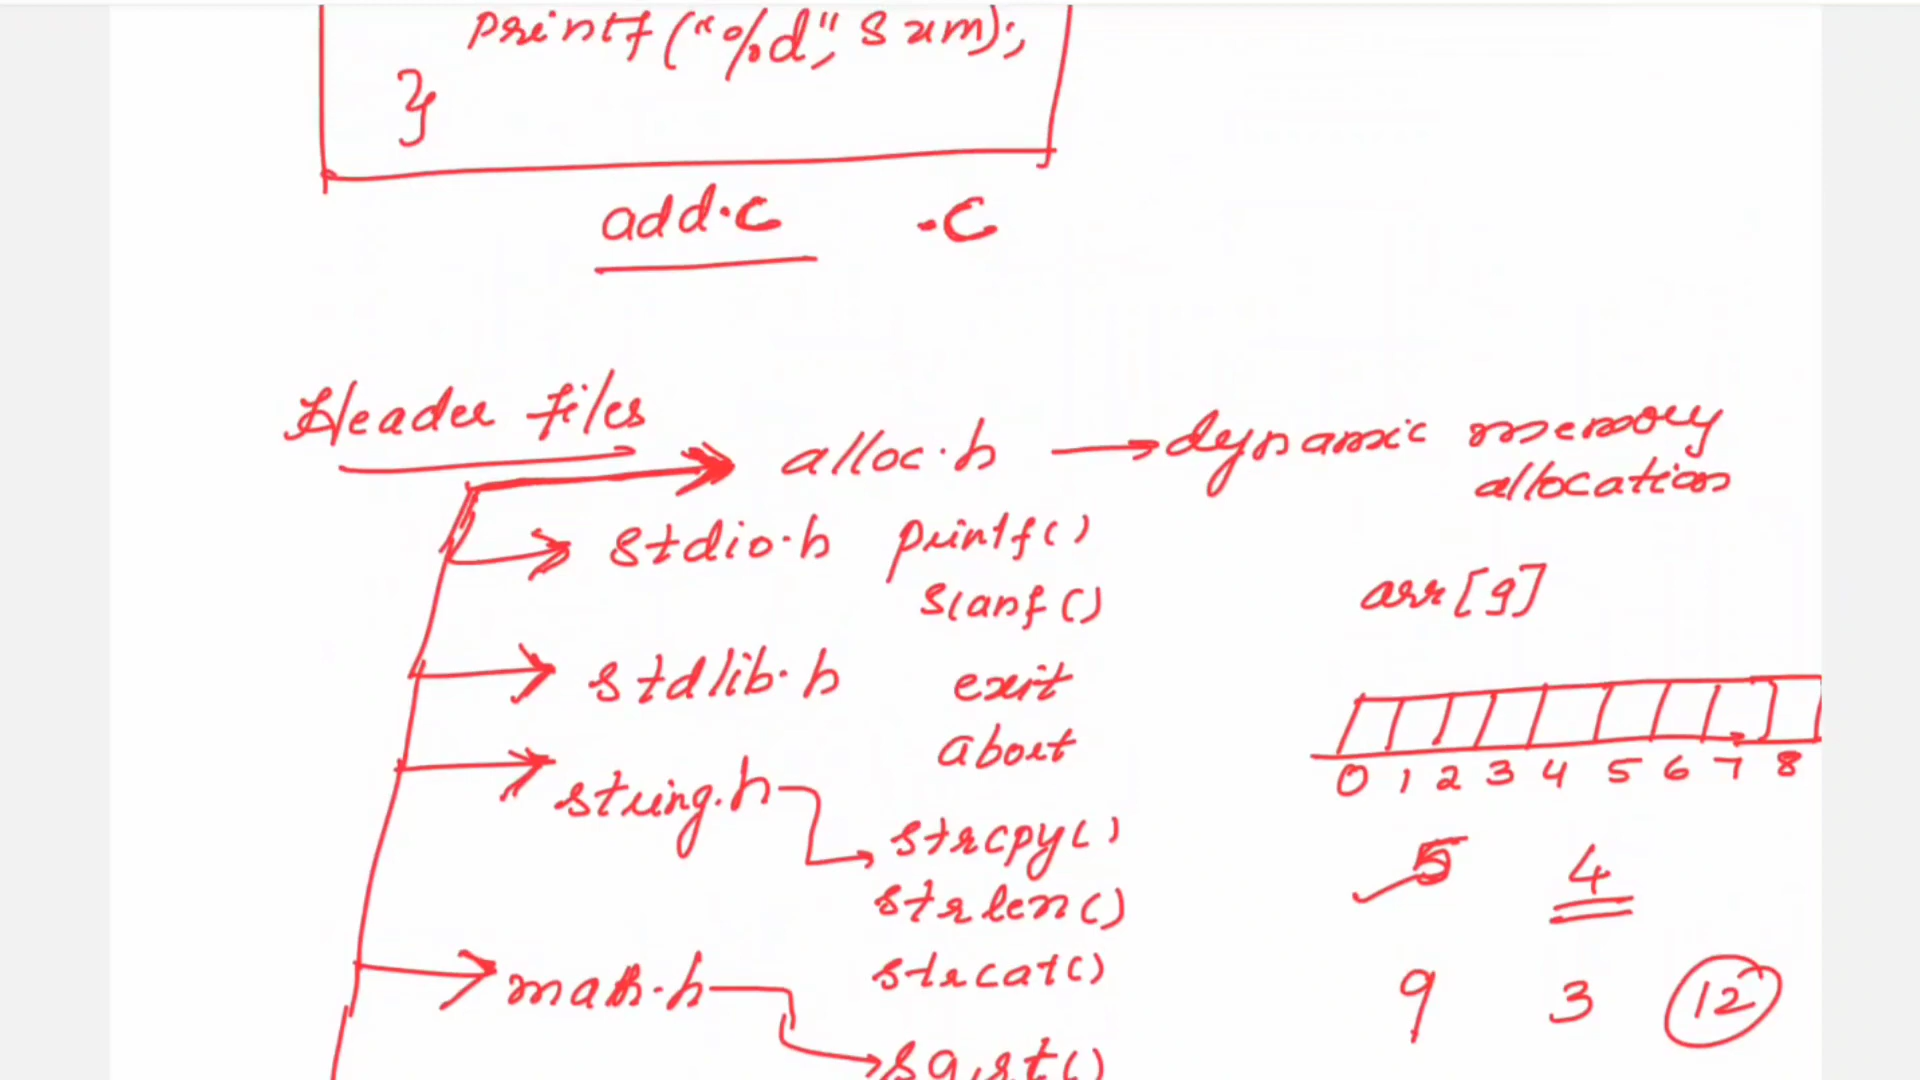 printf("%d", sum);
}
add.c .c
Header files
alloc.h → dynamic memory
allocation
stdio.h printf()
scanf()
arr[9]
stdlib.h exit
abort
0 1 2 3 4 5 6 7 8
string.h
strcpy()
5 4
strlen()
strcat()
math.h
9 3 12
sqrt()